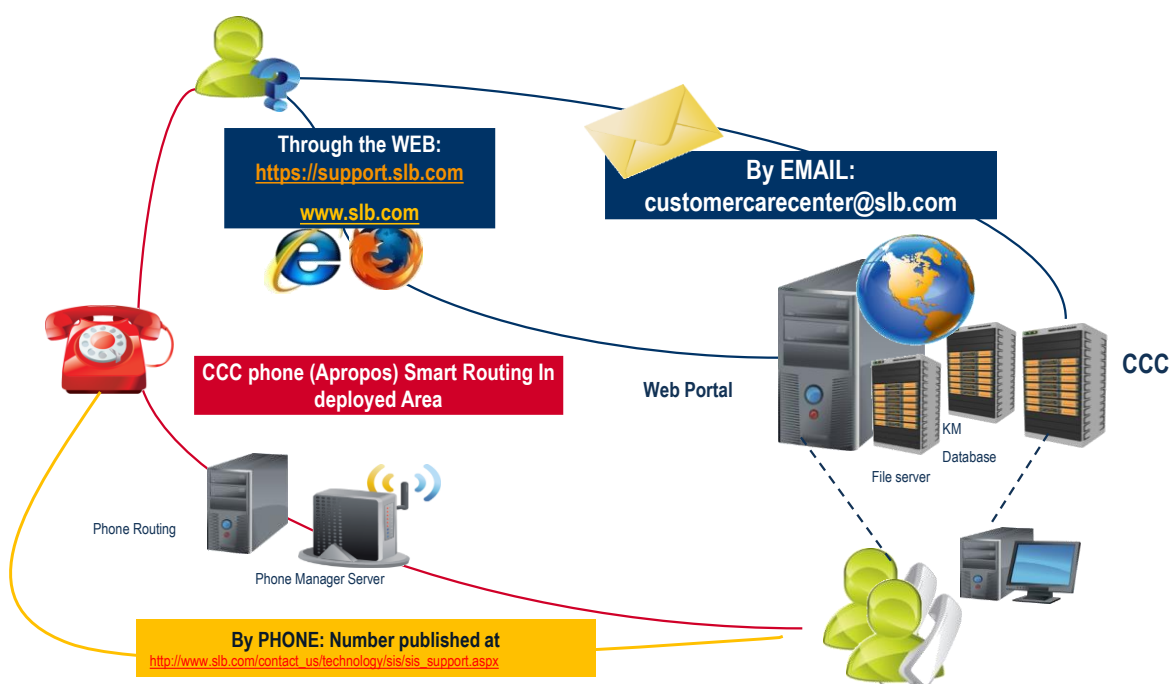 Through the WEB:
https://support.slb.com
www.slb.com
By EMAIL:
customercarecenter@slb.com
CCC phone (Apropos) Smart Routing In
deployed Area
Web Portal
CCC
KM
Database
File server
Phone Routing
Phone Manager Server
By PHONE: Number published at
http://www.slb.com/contact_us/technology/sis/sis_support.aspx